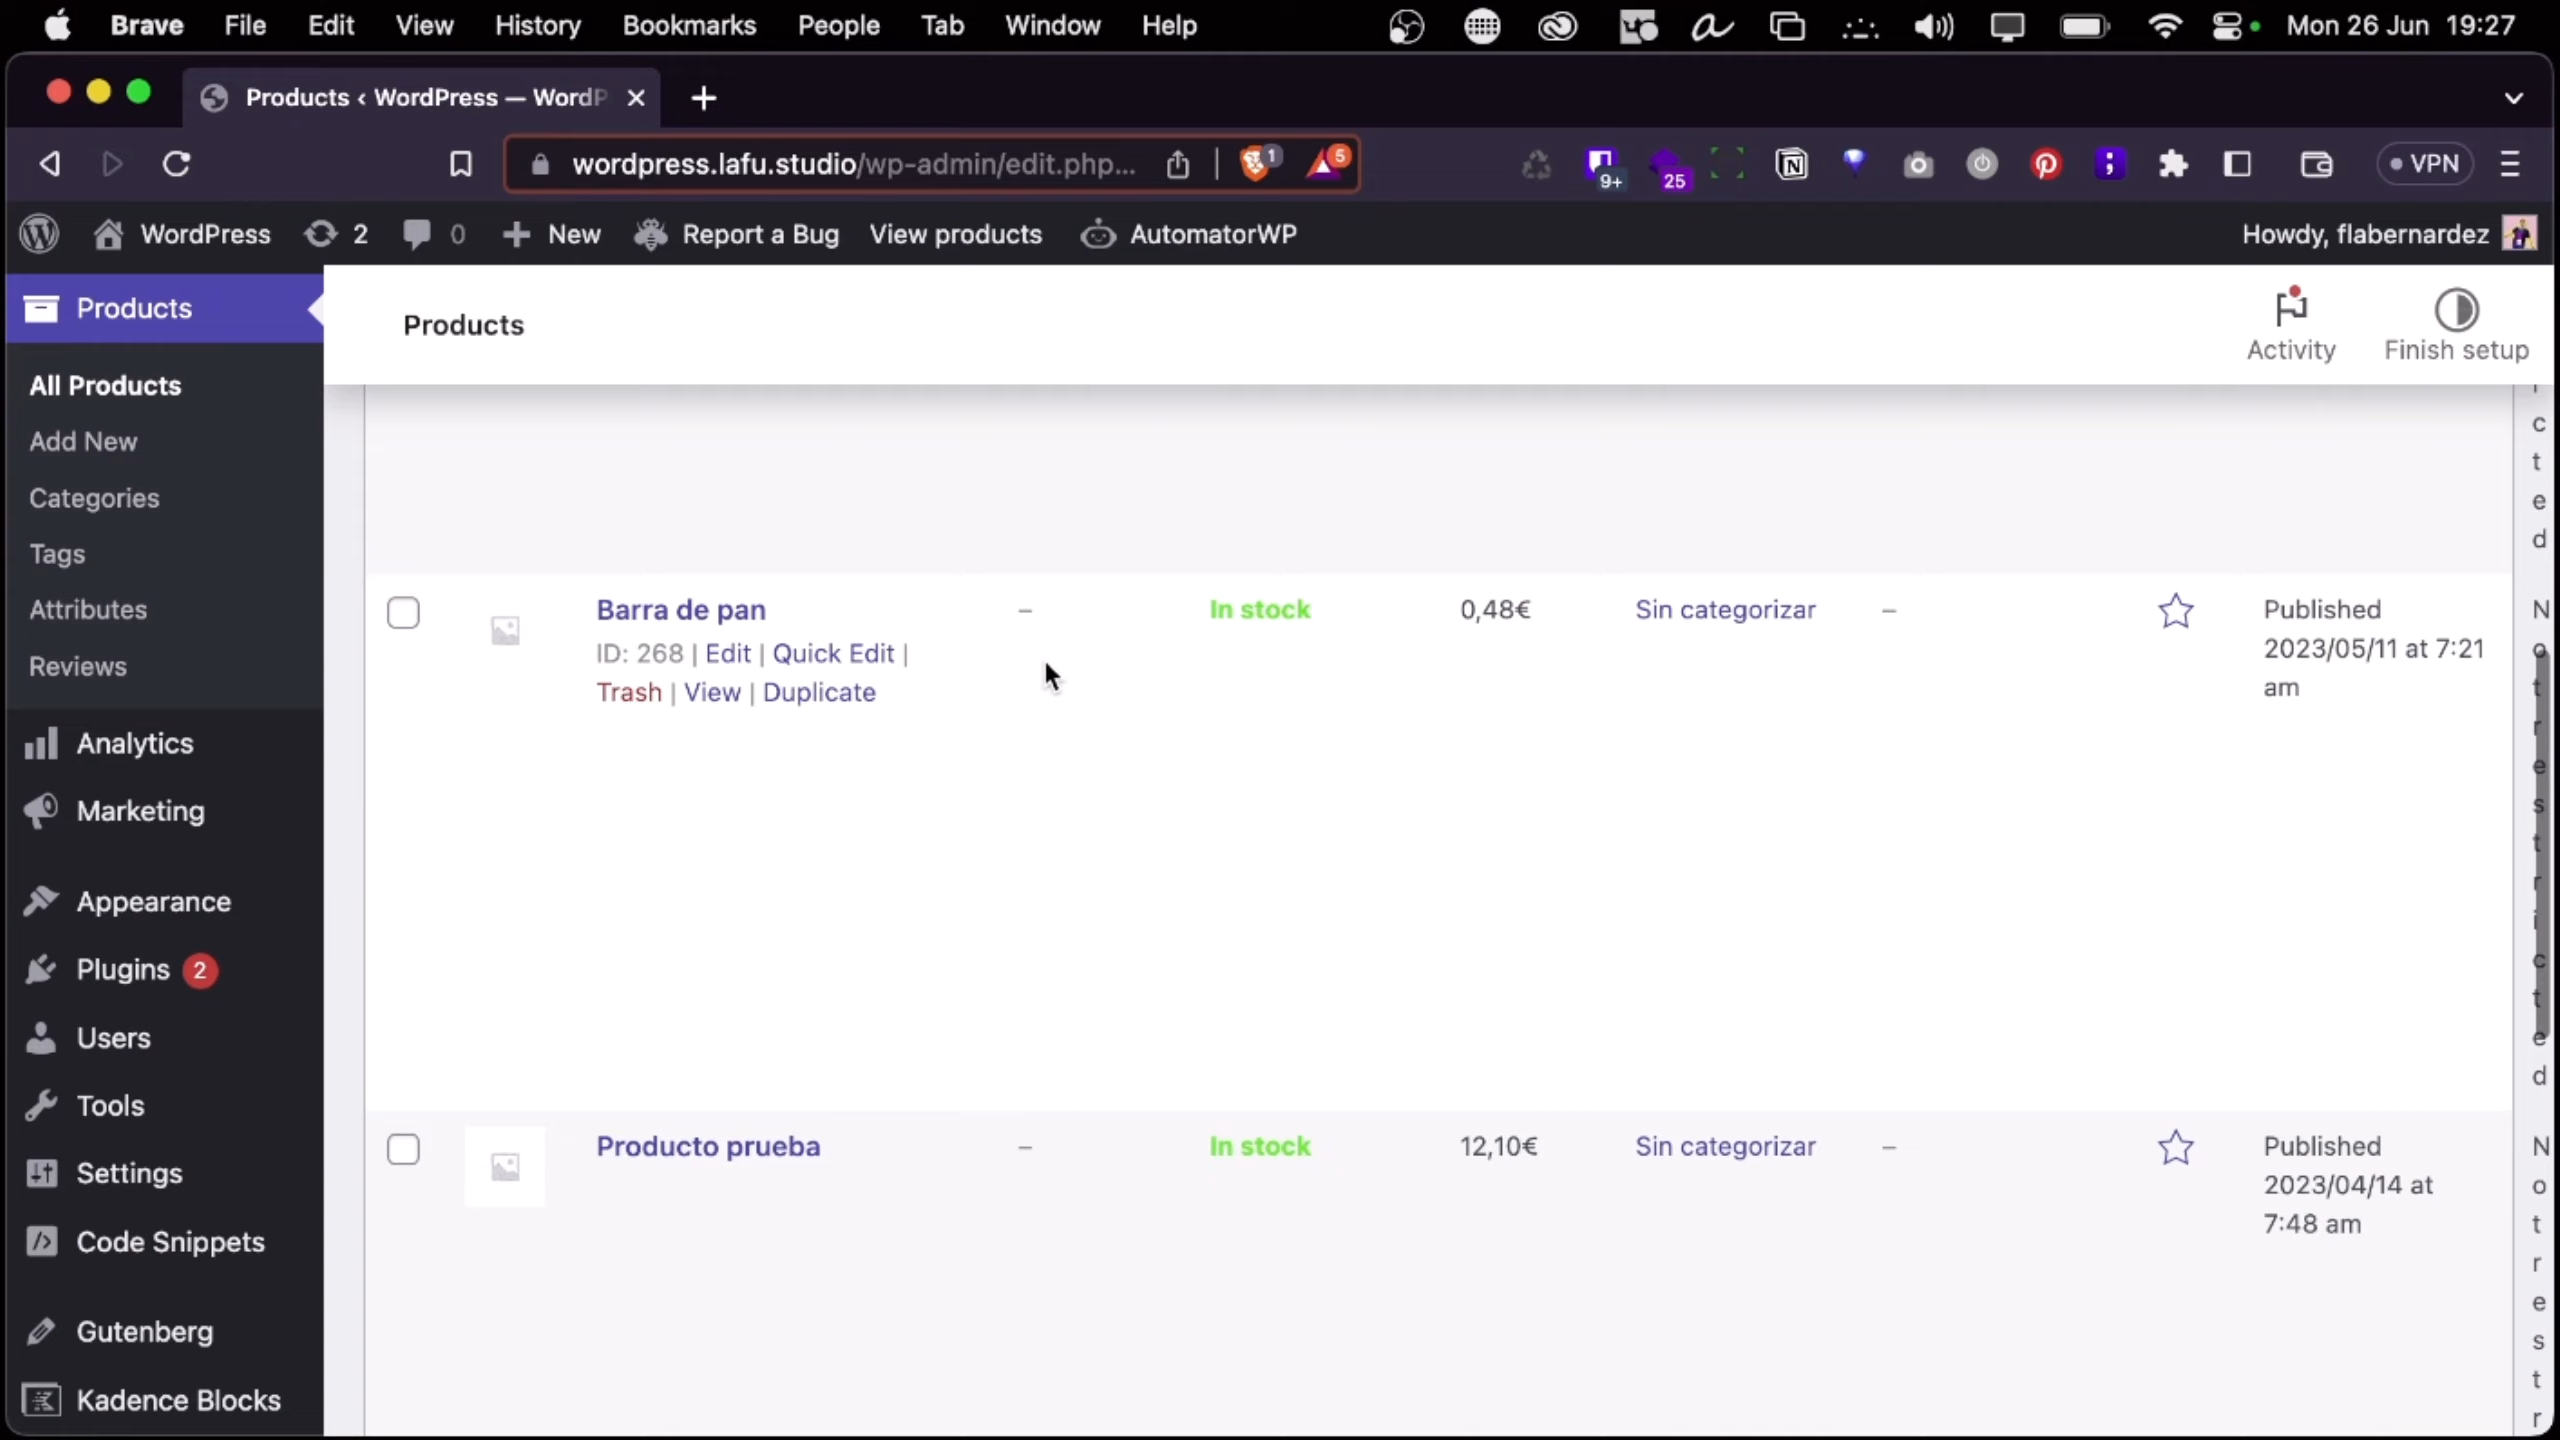 Brave File Edit View History Bookmarks People Tab Window Help Mon 26 Jun 19:27
Products ‹ WordPress — WordP
wordpress.lafu.studio/wp-admin/edit.php... 1 5 9+ 25 VPN
WordPress 2 0 New Report a Bug View products AutomatorWP Howdy, flabernardez
Products
All Products
Add New
Categories
Tags
Attributes
Reviews
Analytics
Marketing
Appearance
Plugins 2
Users
Tools
Settings
Code Snippets
Gutenberg
Kadence Blocks
Products
Activity
Finish setup
c
t
e
d
Barra de pan – In stock 0,48€ Sin categorizar – Published
ID: 268 | Edit | Quick Edit | 2023/05/11 at 7:21
Trash | View | Duplicate am
N
o
t
r
e
s
t
r
i
c
t
e
d
Producto prueba – In stock 12,10€ Sin categorizar – Published
2023/04/14 at
7:48 am
N
o
t
r
e
s
t
r